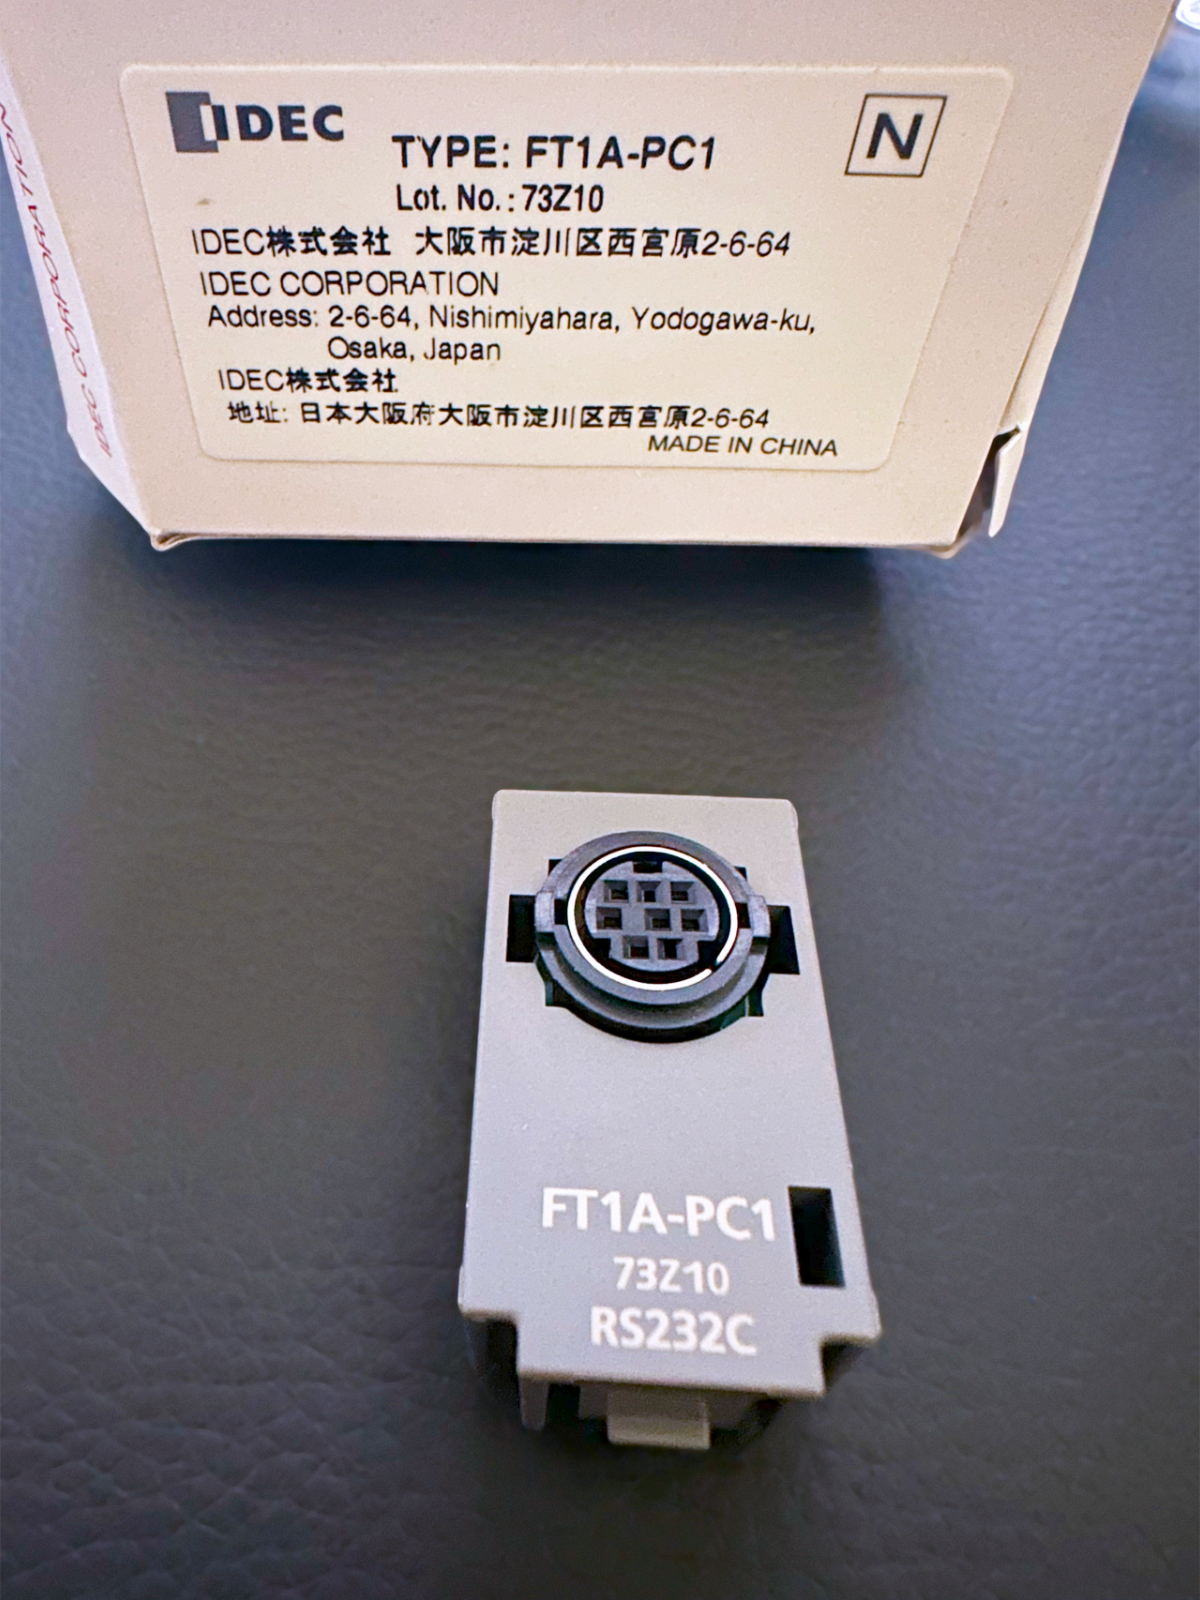 IDEC
N
TYPE: FT1A-PC1
Lot. No.: 73Z10
IDEC株式会社 大阪市淀川区西宮原2-6-64
IDEC CORPORATION
Address: 2-6-64, Nishimiyahara, Yodogawa-ku,
Osaka, Japan
IDEC株式会社
地址: 日本大阪府大阪市淀川区西宮原2-6-64
MADE IN CHINA
IDEC CORPORATION
FT1A-PC1
73Z10
RS232C